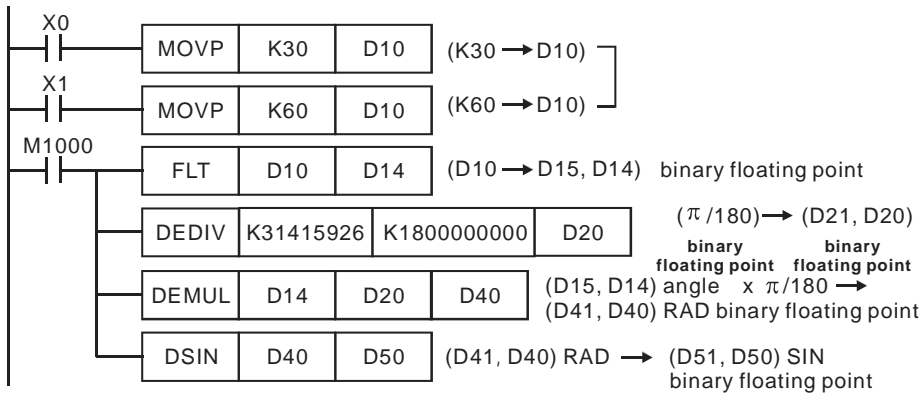 X0
MOVP K30 D10 (K30 → D10)
X1
MOVP K60 D10 (K60 → D10)
M1000
FLT D10 D14 (D10 → D15, D14) binary floating point
DEDIV K31415926 K1800000000 D20 (π/180) → (D21, D20)
binary floating point binary floating point
DEMUL D14 D20 D40 (D15, D14) angle x π/180 →
(D41, D40) RAD binary floating point
DSIN D40 D50 (D41, D40) RAD → (D51, D50) SIN
binary floating point